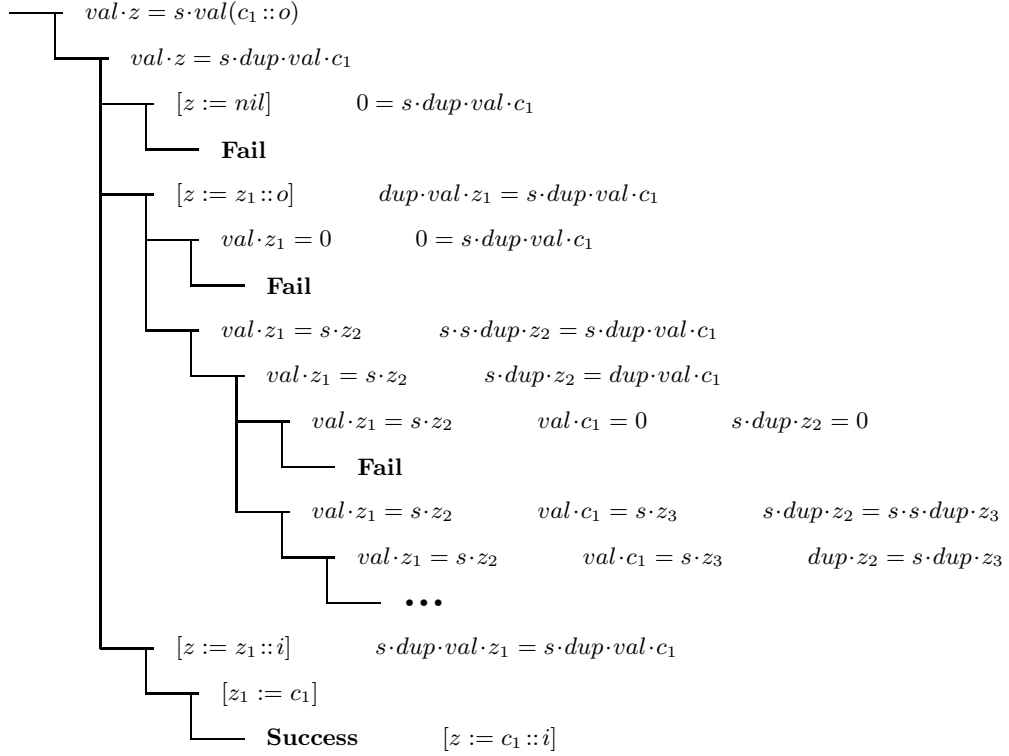 val·z = s·val(c₁ :: o)
val·z = s·dup·val·c₁
[z := nil] 0 = s·dup·val·c₁
Fail
[z := z₁ :: o] dup·val·z₁ = s·dup·val·c₁
val·z₁ = 0 0 = s·dup·val·c₁
Fail
val·z₁ = s·z₂ s·s·dup·z₂ = s·dup·val·c₁
val·z₁ = s·z₂ s·dup·z₂ = dup·val·c₁
val·z₁ = s·z₂ val·c₁ = 0 s·dup·z₂ = 0
Fail
val·z₁ = s·z₂ val·c₁ = s·z₃ s·dup·z₂ = s·s·dup·z₃
val·z₁ = s·z₂ val·c₁ = s·z₃ dup·z₂ = s·dup·z₃
•••
[z := z₁ :: i] s·dup·val·z₁ = s·dup·val·c₁
[z₁ := c₁]
Success [z := c₁ :: i]